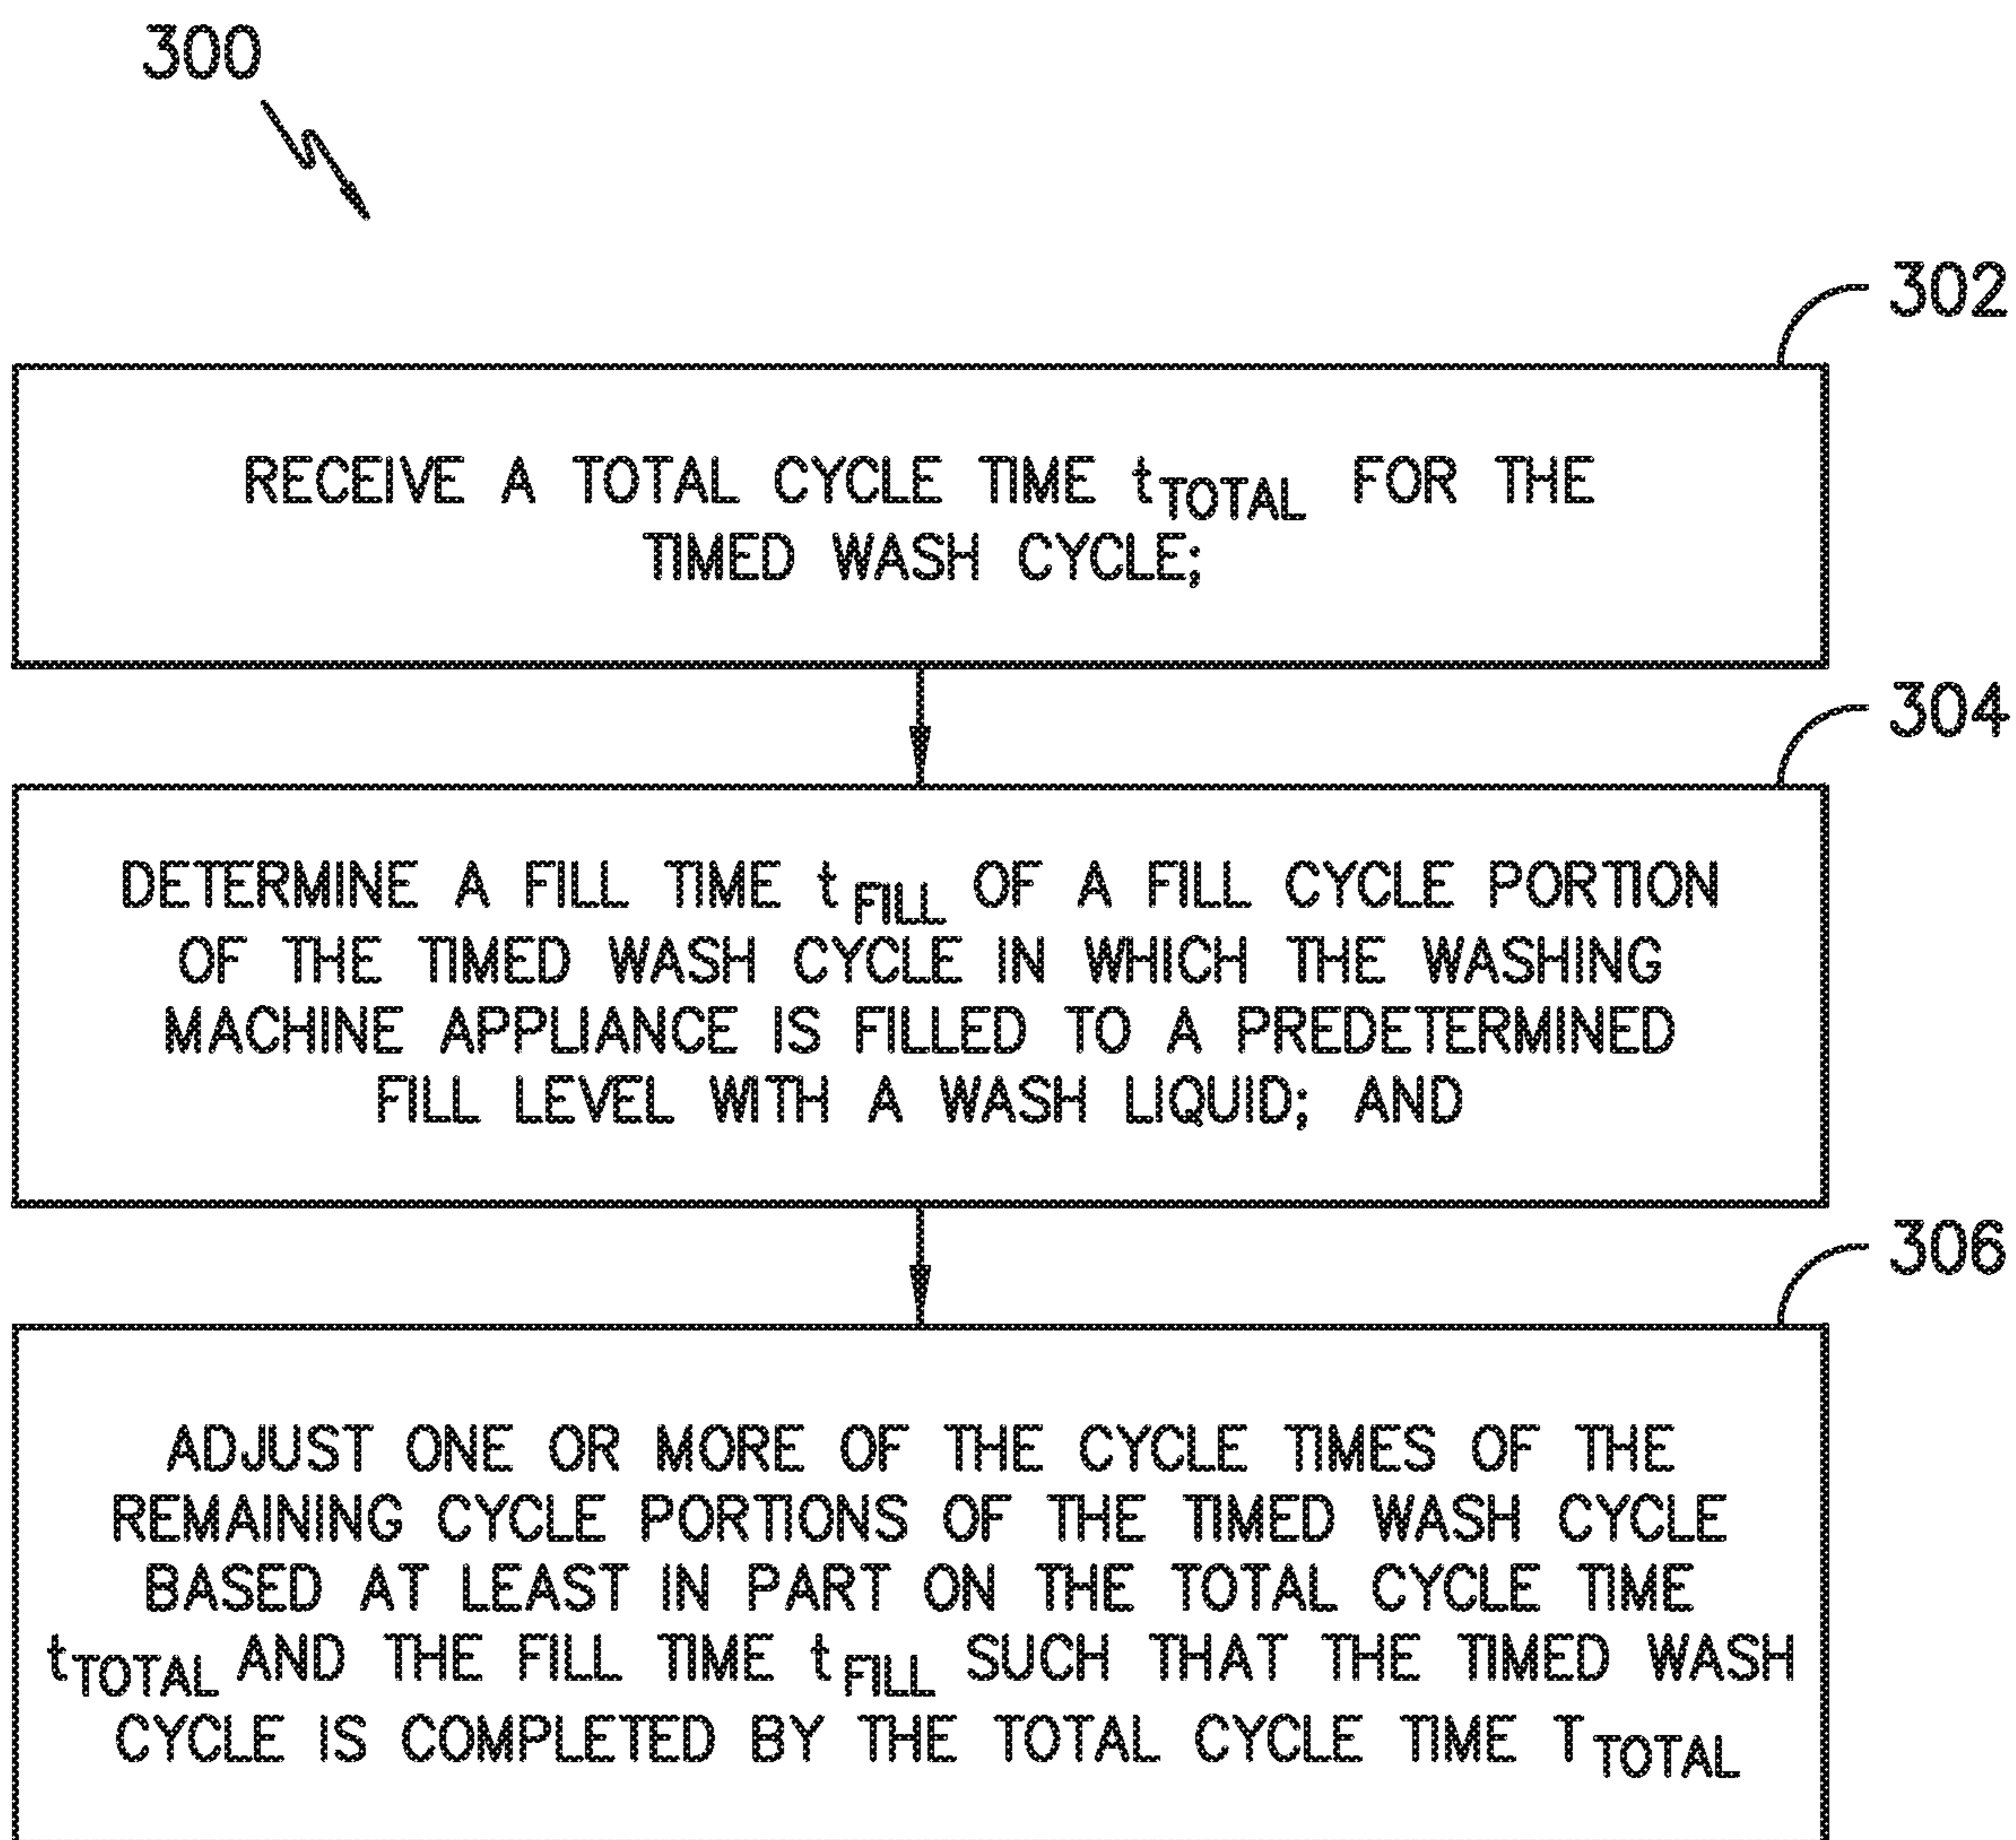 300
302
RECEIVE A TOTAL CYCLE TIME tTOTAL FOR THE
TIMED WASH CYCLE;
304
DETERMINE A FILL TIME tFILL OF A FILL CYCLE PORTION
OF THE TIMED WASH CYCLE IN WHICH THE WASHING
MACHINE APPLIANCE IS FILLED TO A PREDETERMINED
FILL LEVEL WITH A WASH LIQUID; AND
306
ADJUST ONE OR MORE OF THE CYCLE TIMES OF THE
REMAINING CYCLE PORTIONS OF THE TIMED WASH CYCLE
BASED AT LEAST IN PART ON THE TOTAL CYCLE TIME
tTOTAL AND THE FILL TIME tFILL SUCH THAT THE TIMED WASH
CYCLE IS COMPLETED BY THE TOTAL CYCLE TIME TTOTAL